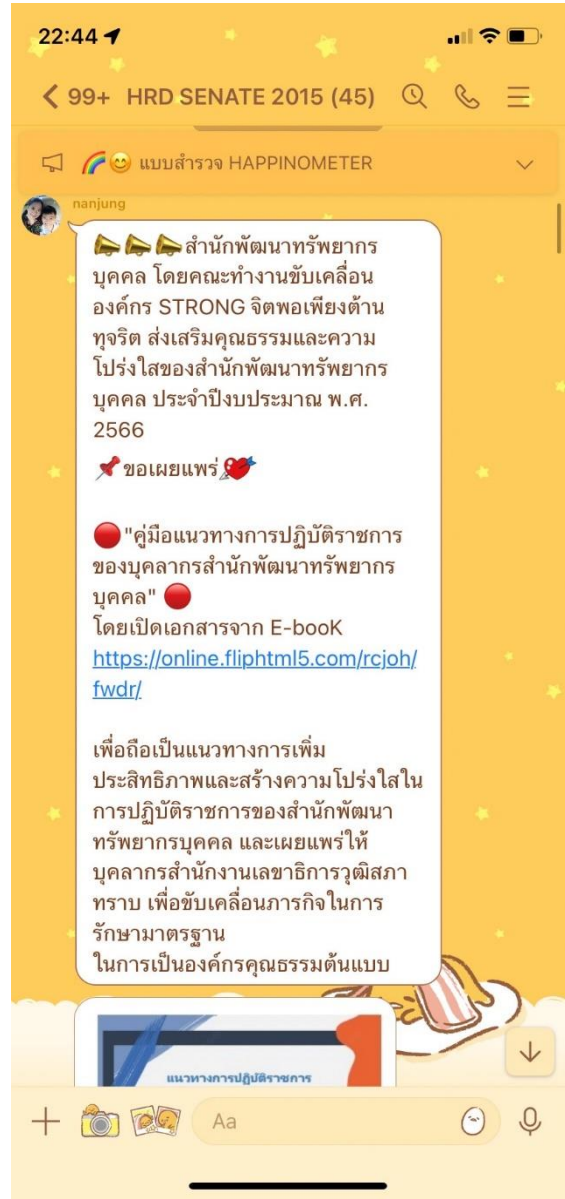 22:44
99+ HRD SENATE 2015 (45)
🌈😊 แบบสำรวจ HAPPINOMETER
nanjung
📣📣📣สำนักพัฒนาทรัพยากร
บุคคล โดยคณะทำงานขับเคลื่อน
องค์กร STRONG จิตพอเพียงต้าน
ทุจริต ส่งเสริมคุณธรรมและความ
โปร่งใสของสำนักพัฒนาทรัพยากร
บุคคล ประจำปีงบประมาณ พ.ศ.
2566
📌ขอเผยแพร่💘
🔴"คู่มือแนวทางการปฏิบัติราชการ
ของบุคลากรสำนักพัฒนาทรัพยากร
บุคคล" 🔴
โดยเปิดเอกสารจาก E-booK
https://online.fliphtml5.com/rcjoh/
fwdr/
เพื่อถือเป็นแนวทางการเพิ่ม
ประสิทธิภาพและสร้างความโปร่งใสใน
การปฏิบัติราชการของสำนักพัฒนา
ทรัพยากรบุคคล และเผยแพร่ให้
บุคลากรสำนักงานเลขาธิการวุฒิสภา
ทราบ เพื่อขับเคลื่อนภารกิจในการ
รักษามาตรฐาน
ในการเป็นองค์กรคุณธรรมต้นแบบ
แนวทางการปฏิบัติราชการ
Aa